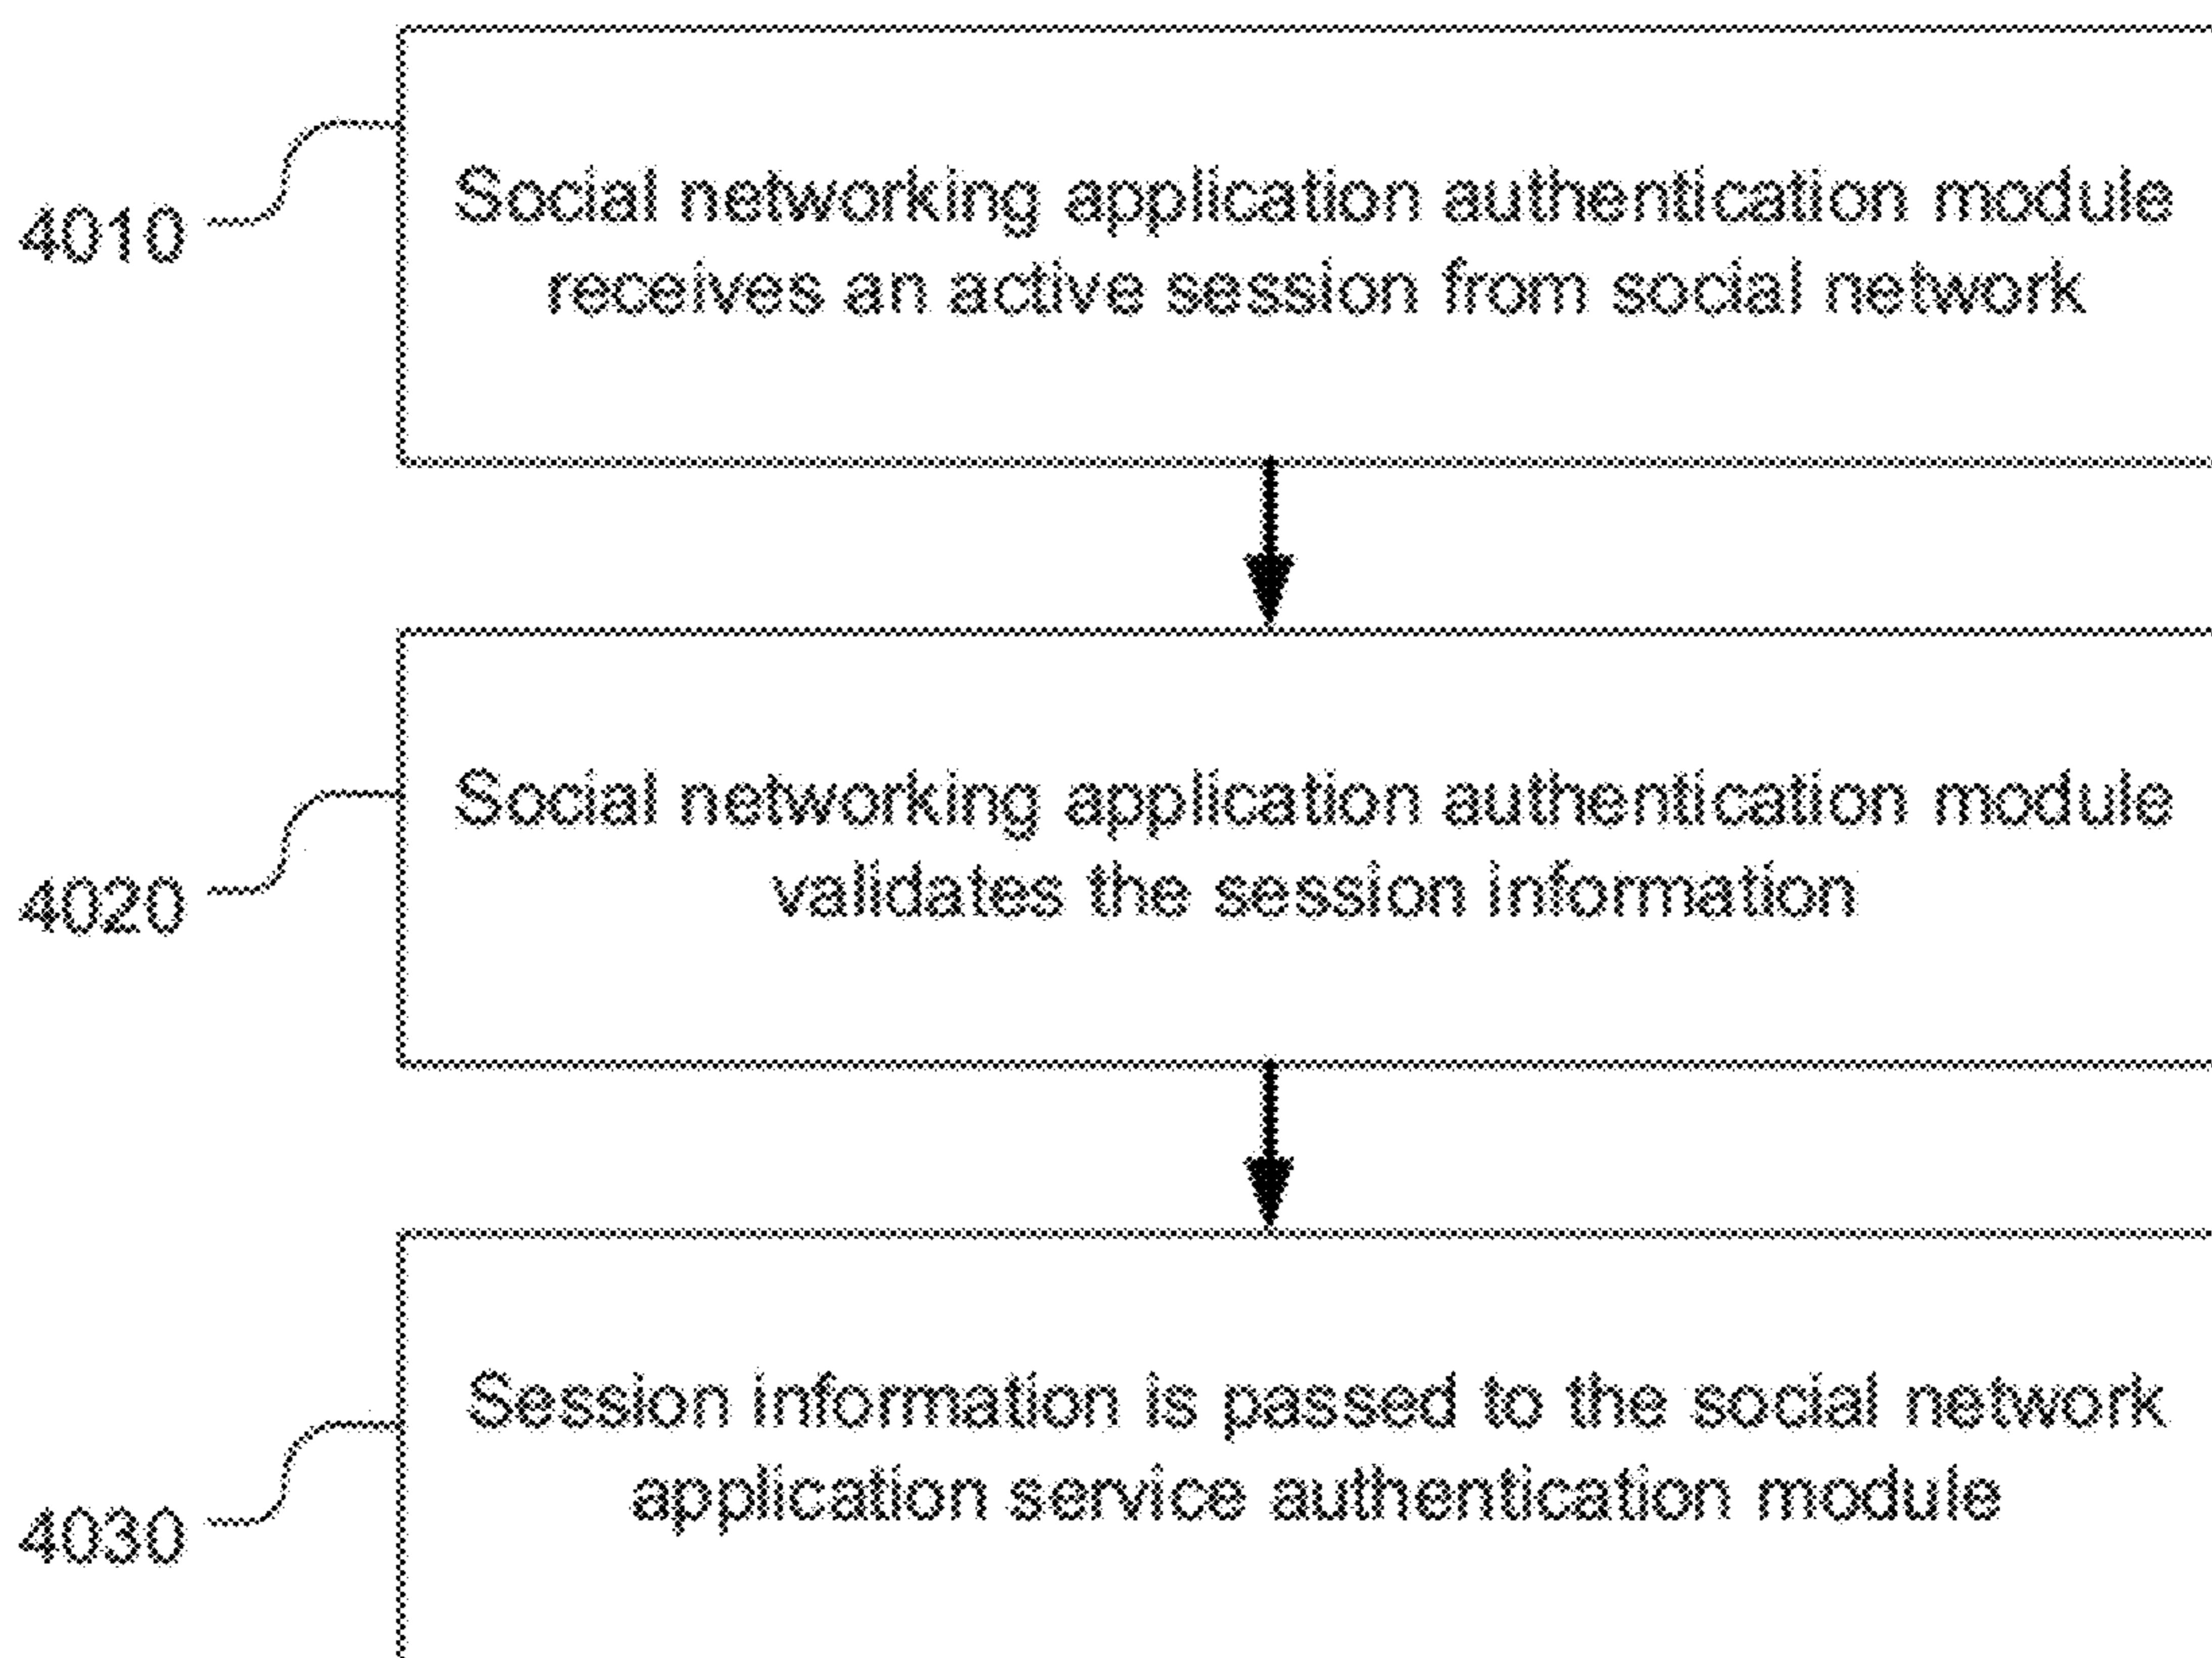 4010
Social networking application authentication module
receives an active session from social network
4020
Social networking application authentication module
validates the session information
4030
Session information is passed to the social network
application service authentication module